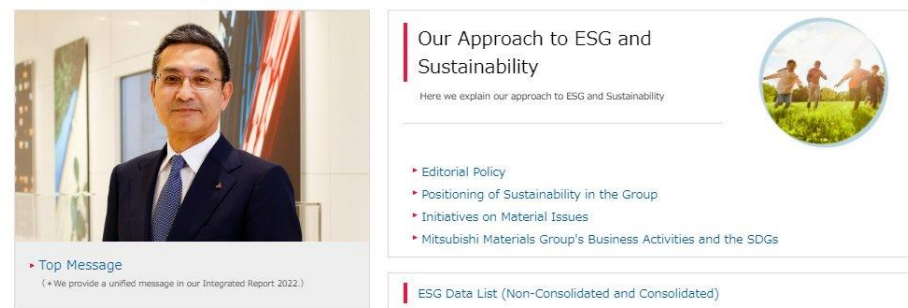 Top Message
(*We provide a unified message in our Integrated Report 2022.)
Our Approach to ESG and
Sustainability
Here we explain our approach to ESG and Sustainability
Editorial Policy
Positioning of Sustainability in the Group
Initiatives on Material Issues
Mitsubishi Materials Group's Business Activities and the SDGs
ESG Data List (Non-Consolidated and Consolidated)